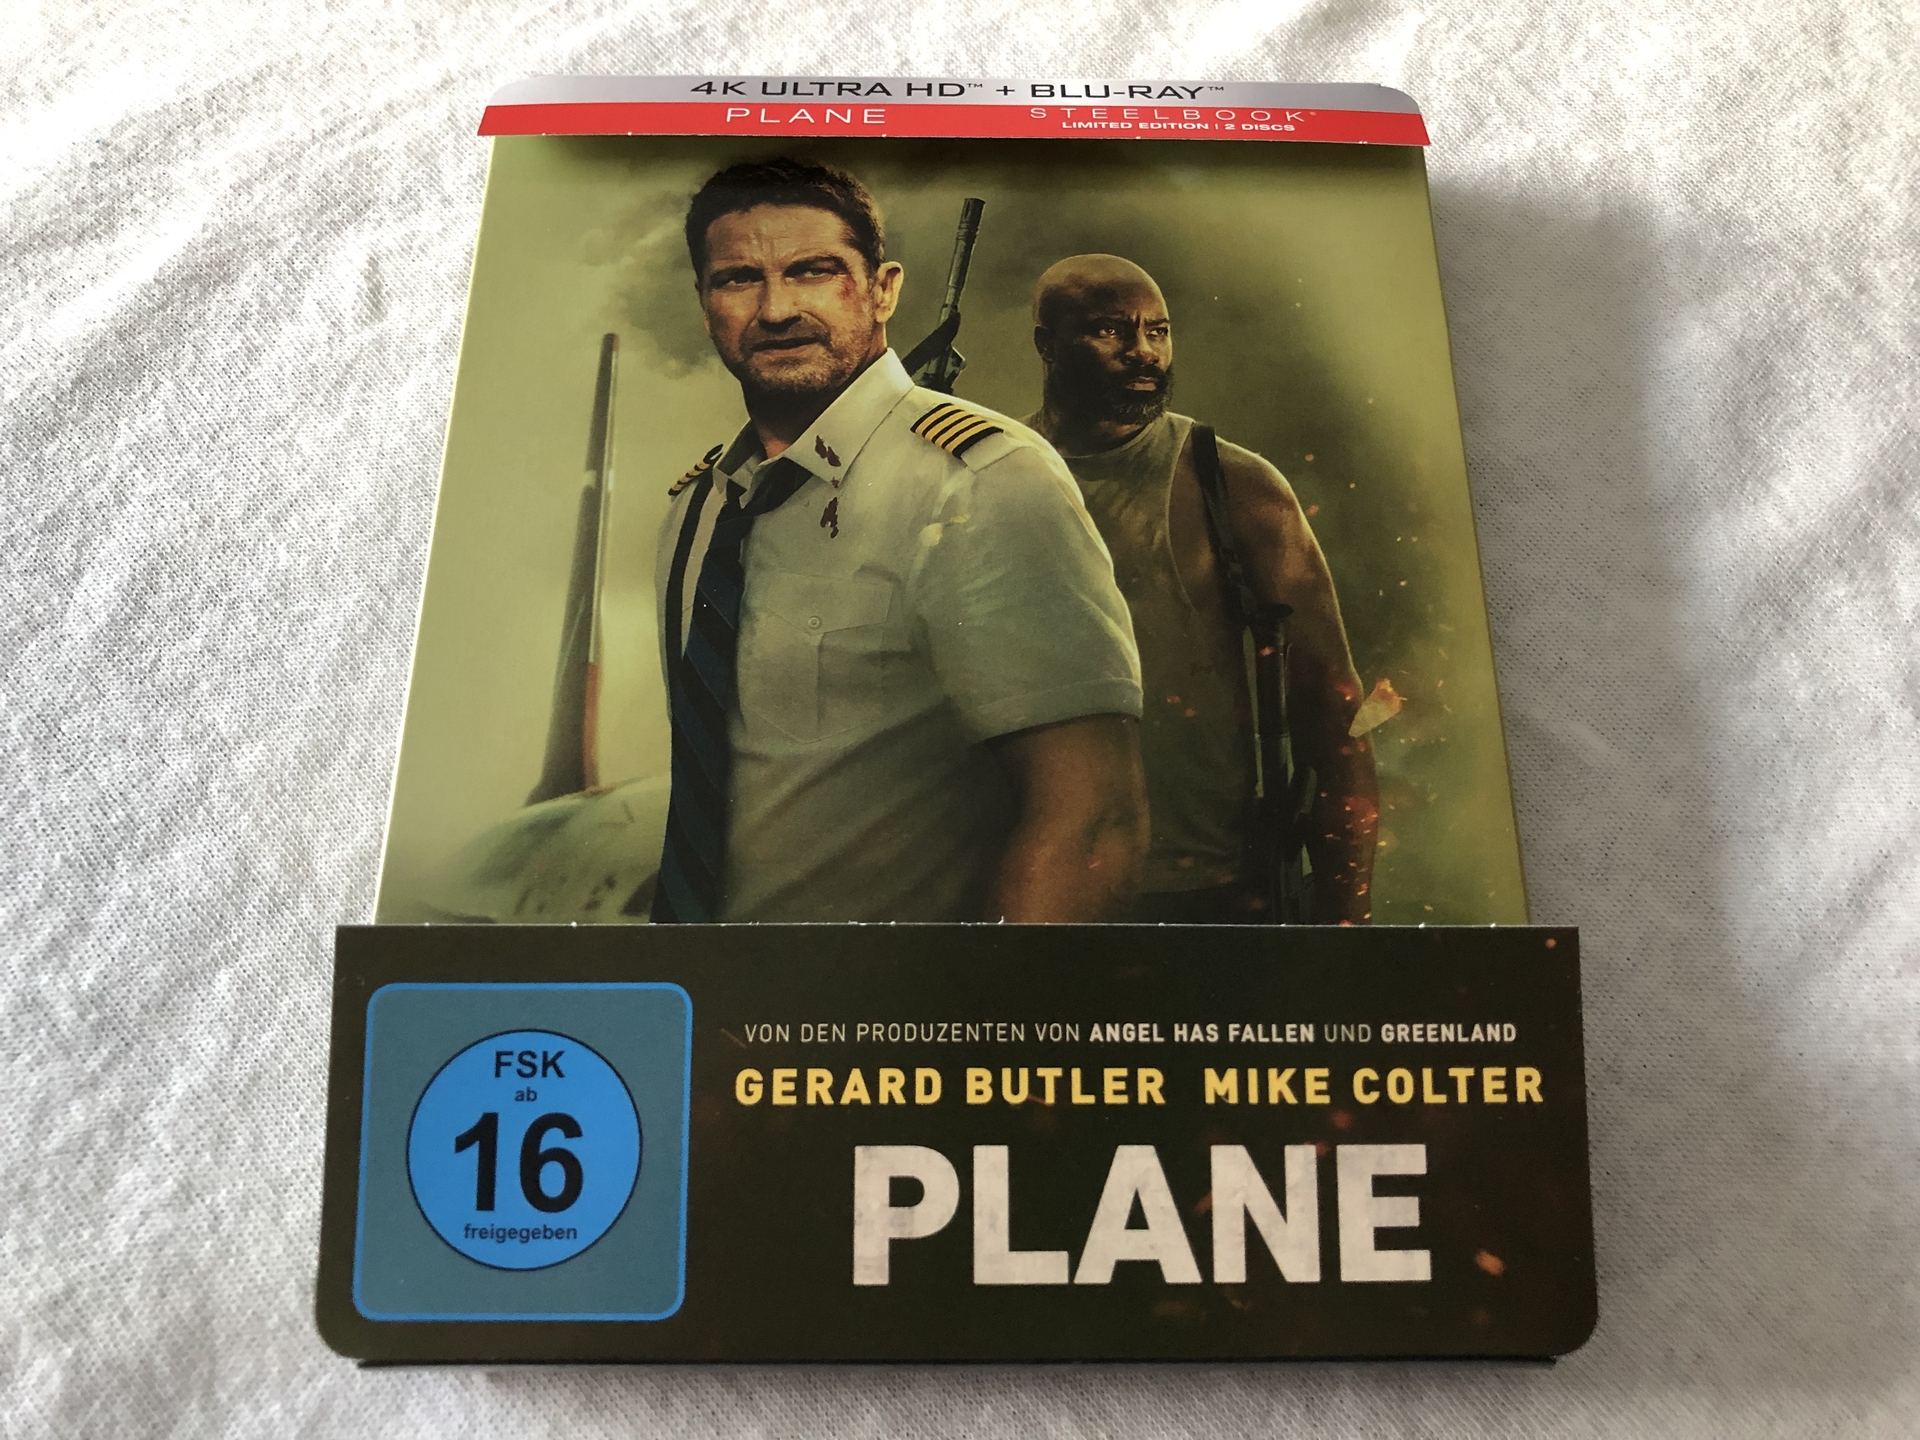 4K ULTRA HD™ + BLU-RAY™
PLANE
STEELBOOK®
LIMITED EDITION | 2 DISCS
FSK
ab
16
freigegeben
VON DEN PRODUZENTEN VON ANGEL HAS FALLEN UND GREENLAND
GERARD BUTLER MIKE COLTER
PLANE